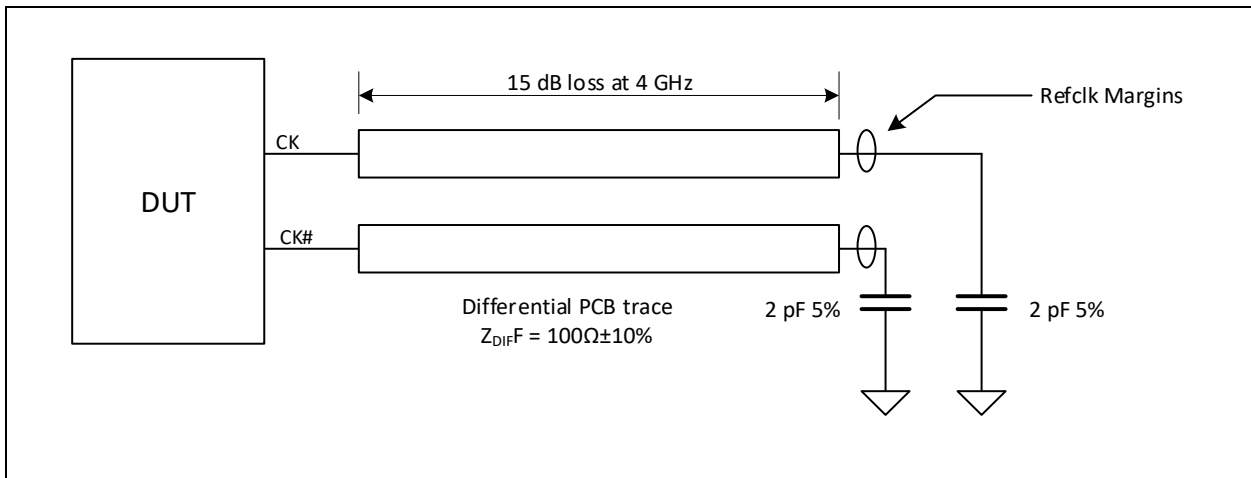 15 dB loss at 4 GHz
Refclk Margins
CK
DUT
CK#
Differential PCB trace
Z_DIFF = 100Ω±10%
2 pF 5%
2 pF 5%